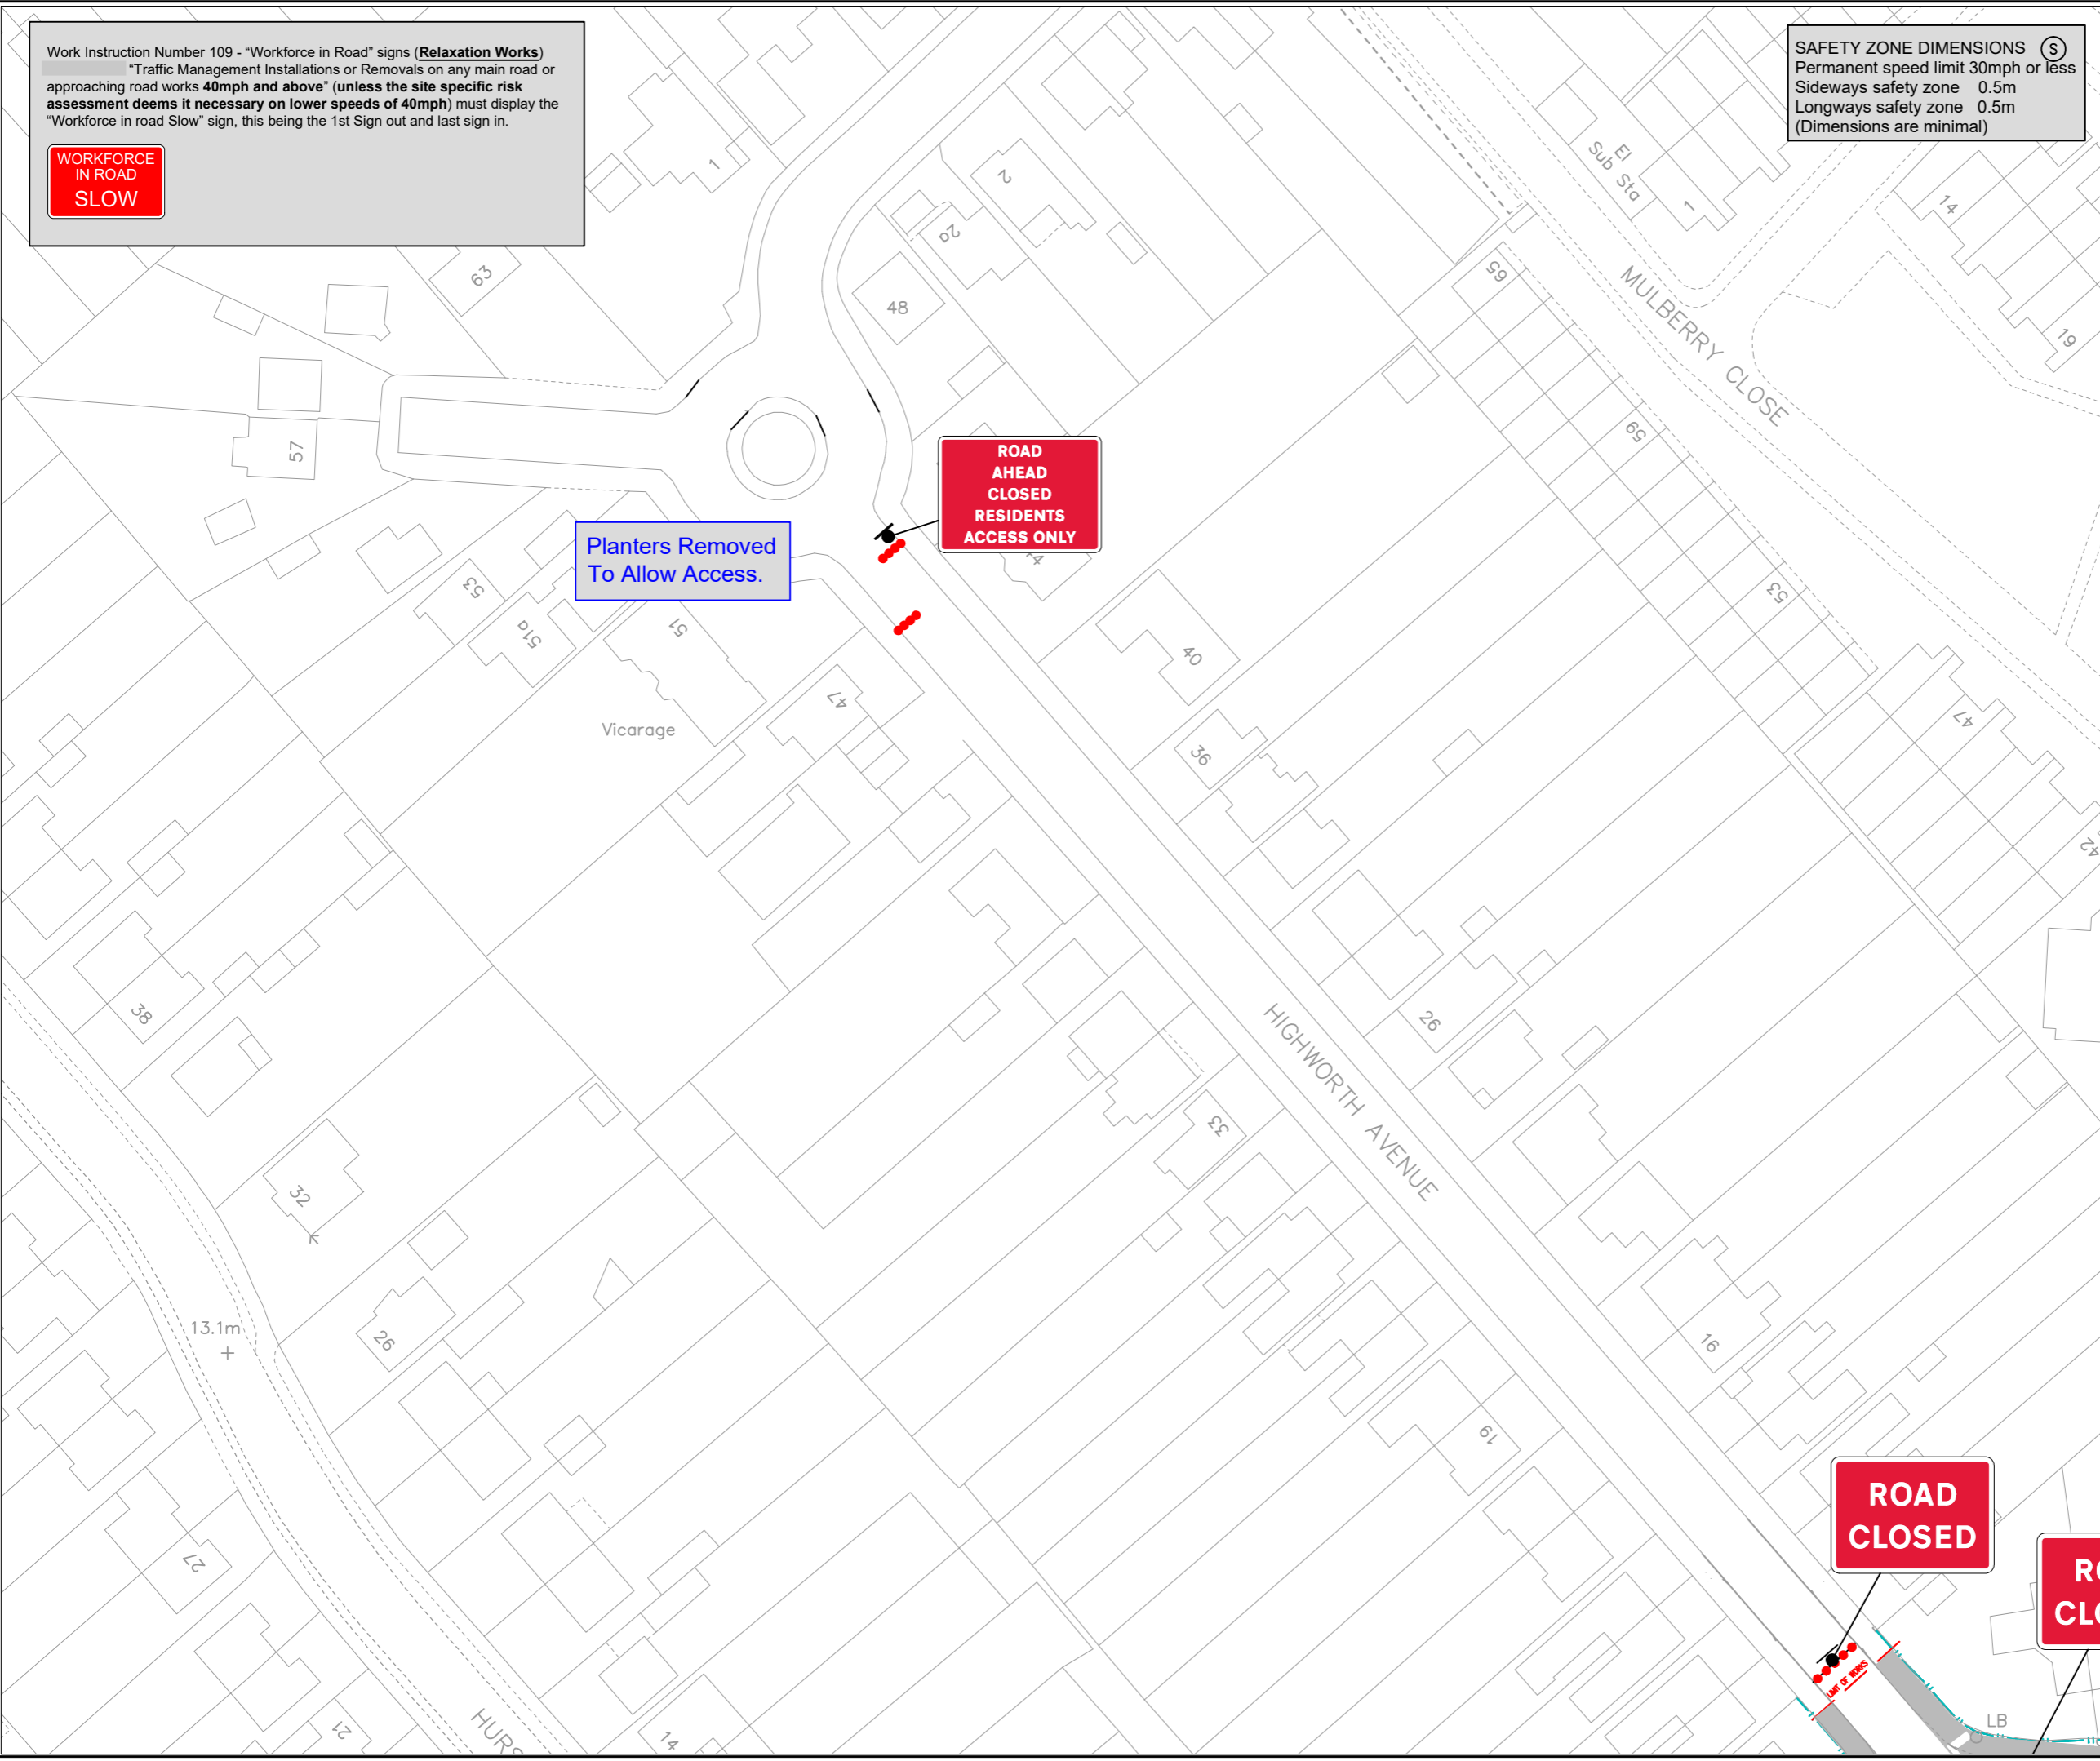 Work Instruction Number 109 - “Workforce in Road” signs (Relaxation Works)
“Traffic Management Installations or Removals on any main road or
approaching road works 40mph and above” (unless the site specific risk
assessment deems it necessary on lower speeds of 40mph) must display the
“Workforce in road Slow” sign, this being the 1st Sign out and last sign in.
WORKFORCE
IN ROAD
SLOW
SAFETY ZONE DIMENSIONS (S)
Permanent speed limit 30mph or less
Sideways safety zone 0.5m
Longways safety zone 0.5m
(Dimensions are minimal)
1
2
2a
El
Sub Sta
1
14
19
63
48
65
MULBERRY CLOSE
57
59
ROAD
AHEAD
CLOSED
RESIDENTS
ACCESS ONLY
Planters Removed
To Allow Access.
53
51a
51
44
53
40
47
Vicarage
36
47
42
38
26
HIGHWORTH AVENUE
33
32
13.1m
26
16
19
ROAD
CLOSED
27
LIMIT OF WORKS
21
14
LB